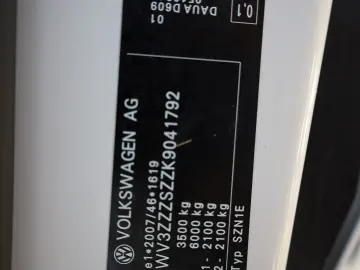 VOLKSWAGEN AG
e1*2007/46*1619
WV3ZZZSZZK9041792
3500 kg
6000 kg
1- 2100 kg
2- 2100 kg
Typ SZN1E
01
DAUA D609
0,1